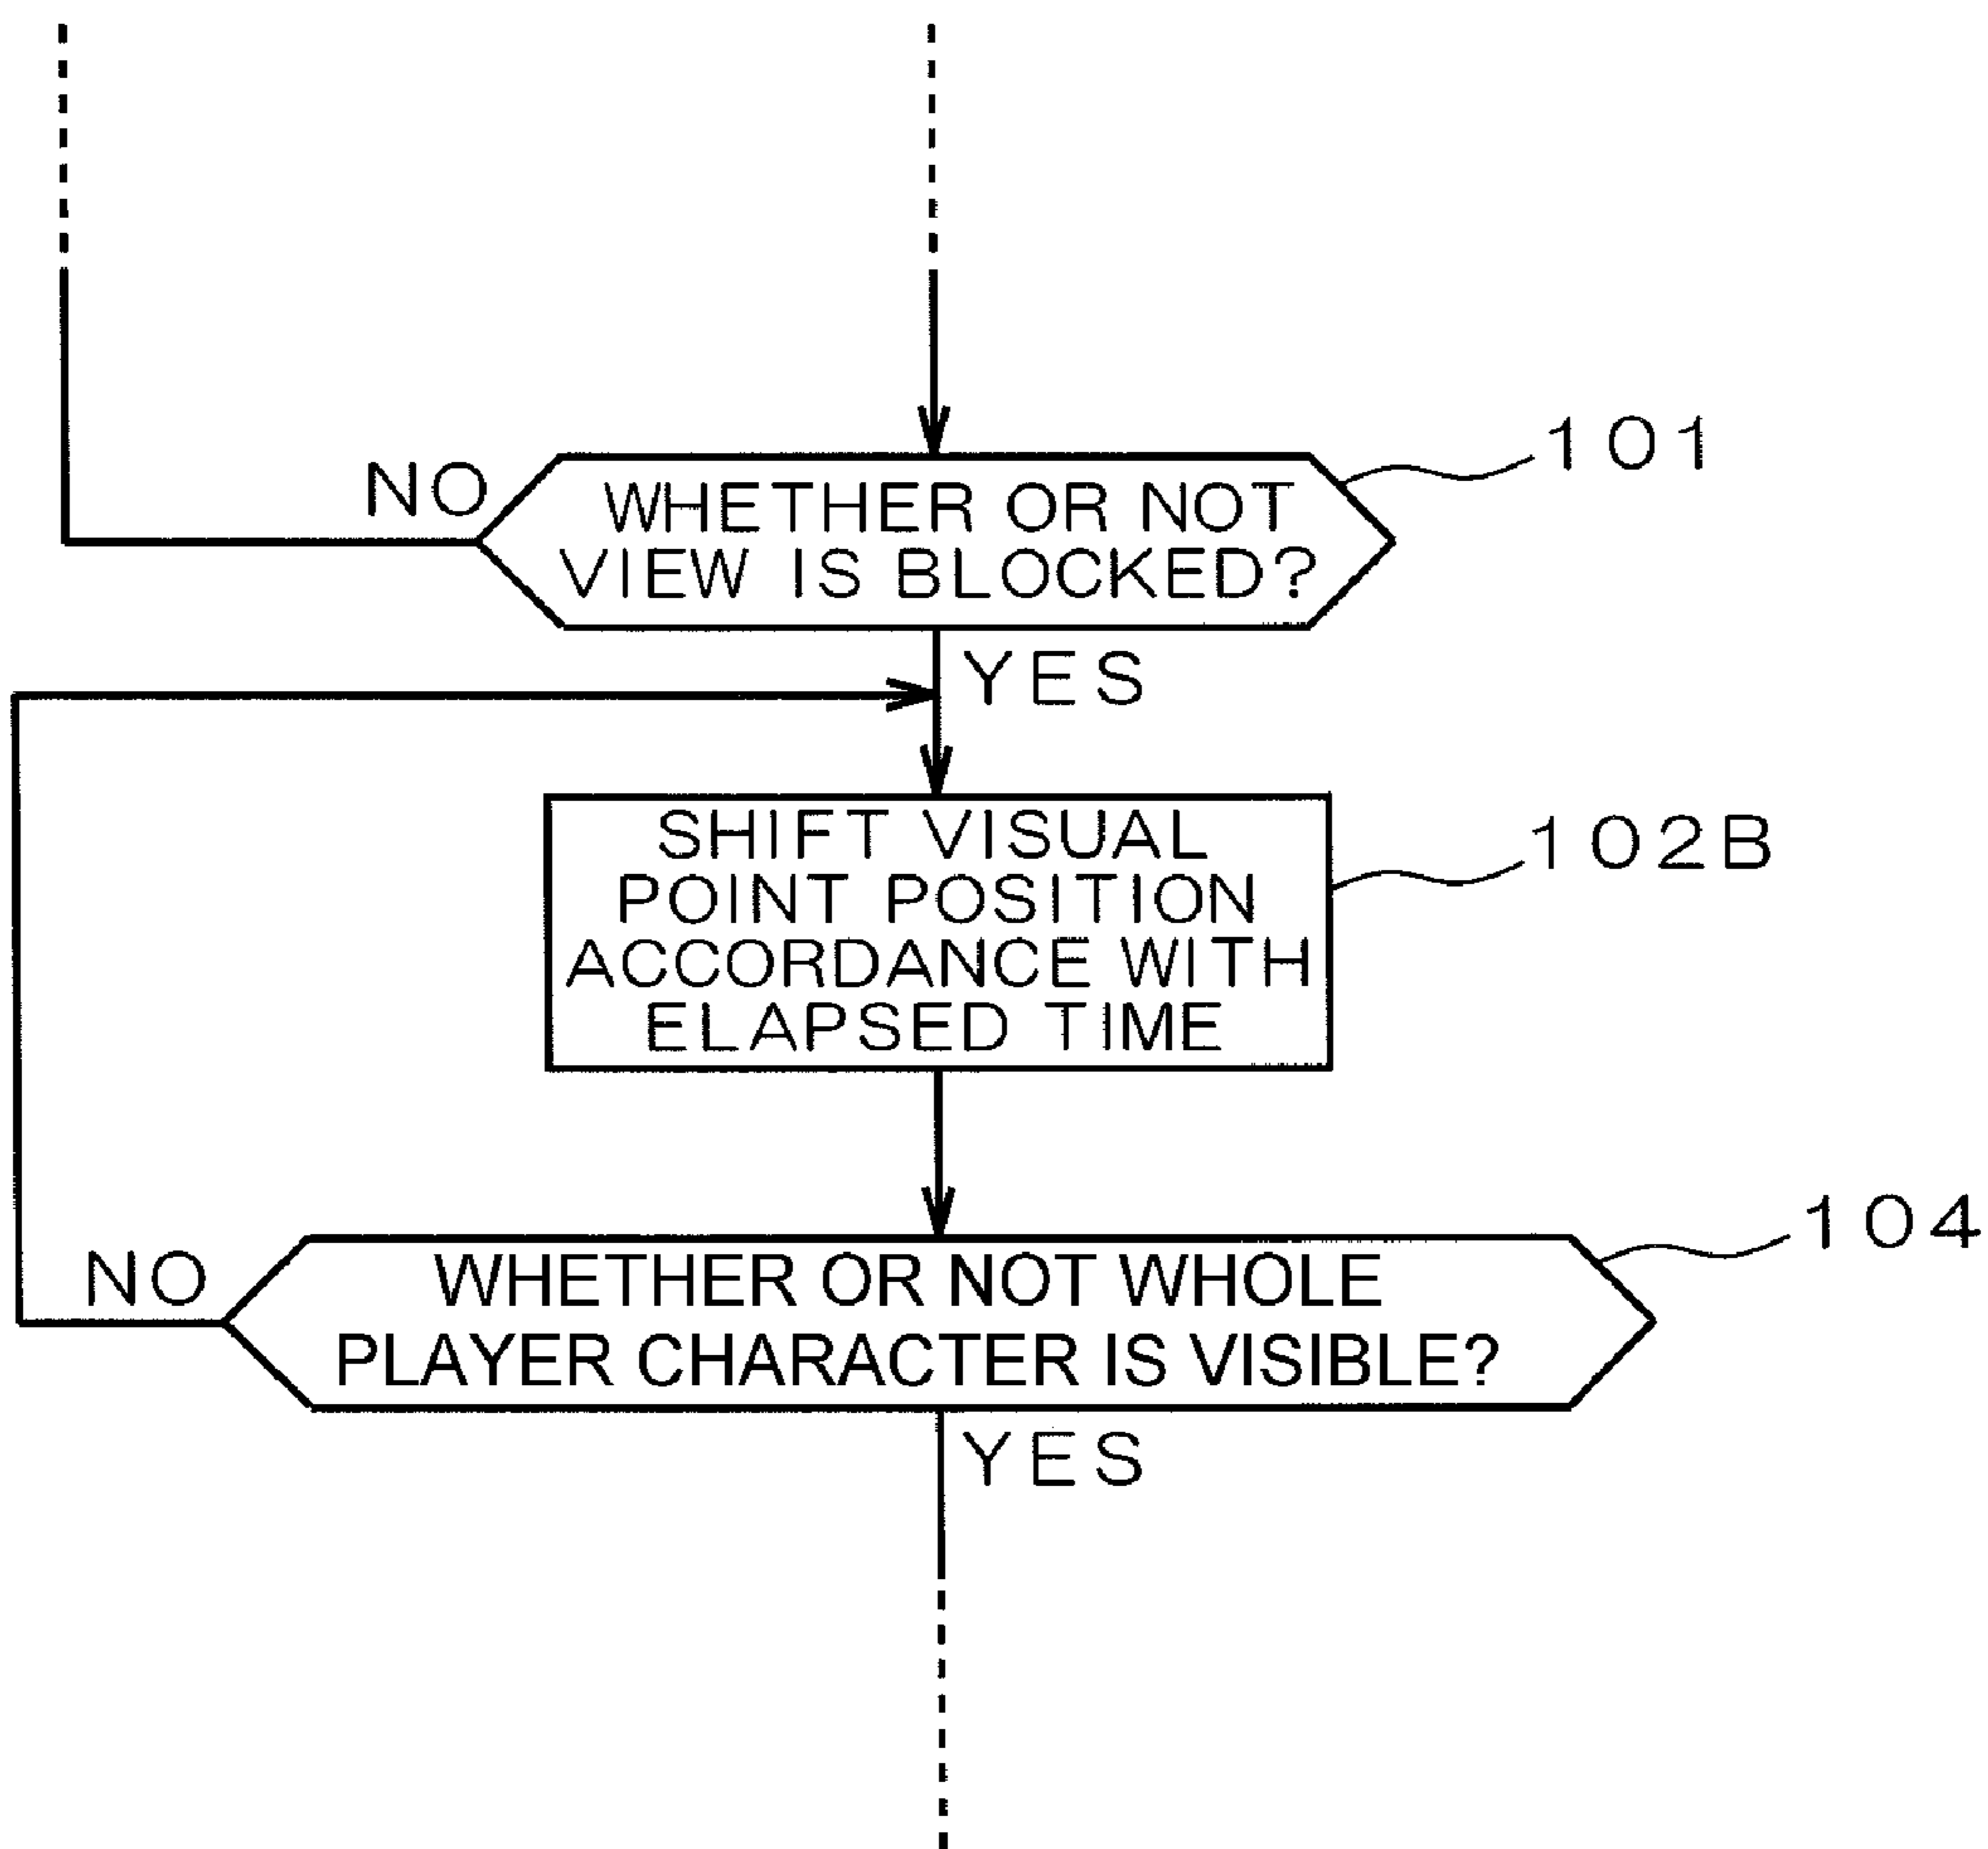 101
NO
WHETHER OR NOT
VIEW IS BLOCKED?
YES
SHIFT VISUAL
POINT POSITION
ACCORDANCE WITH
ELAPSED TIME
102B
104
NO
WHETHER OR NOT WHOLE
PLAYER CHARACTER IS VISIBLE?
YES